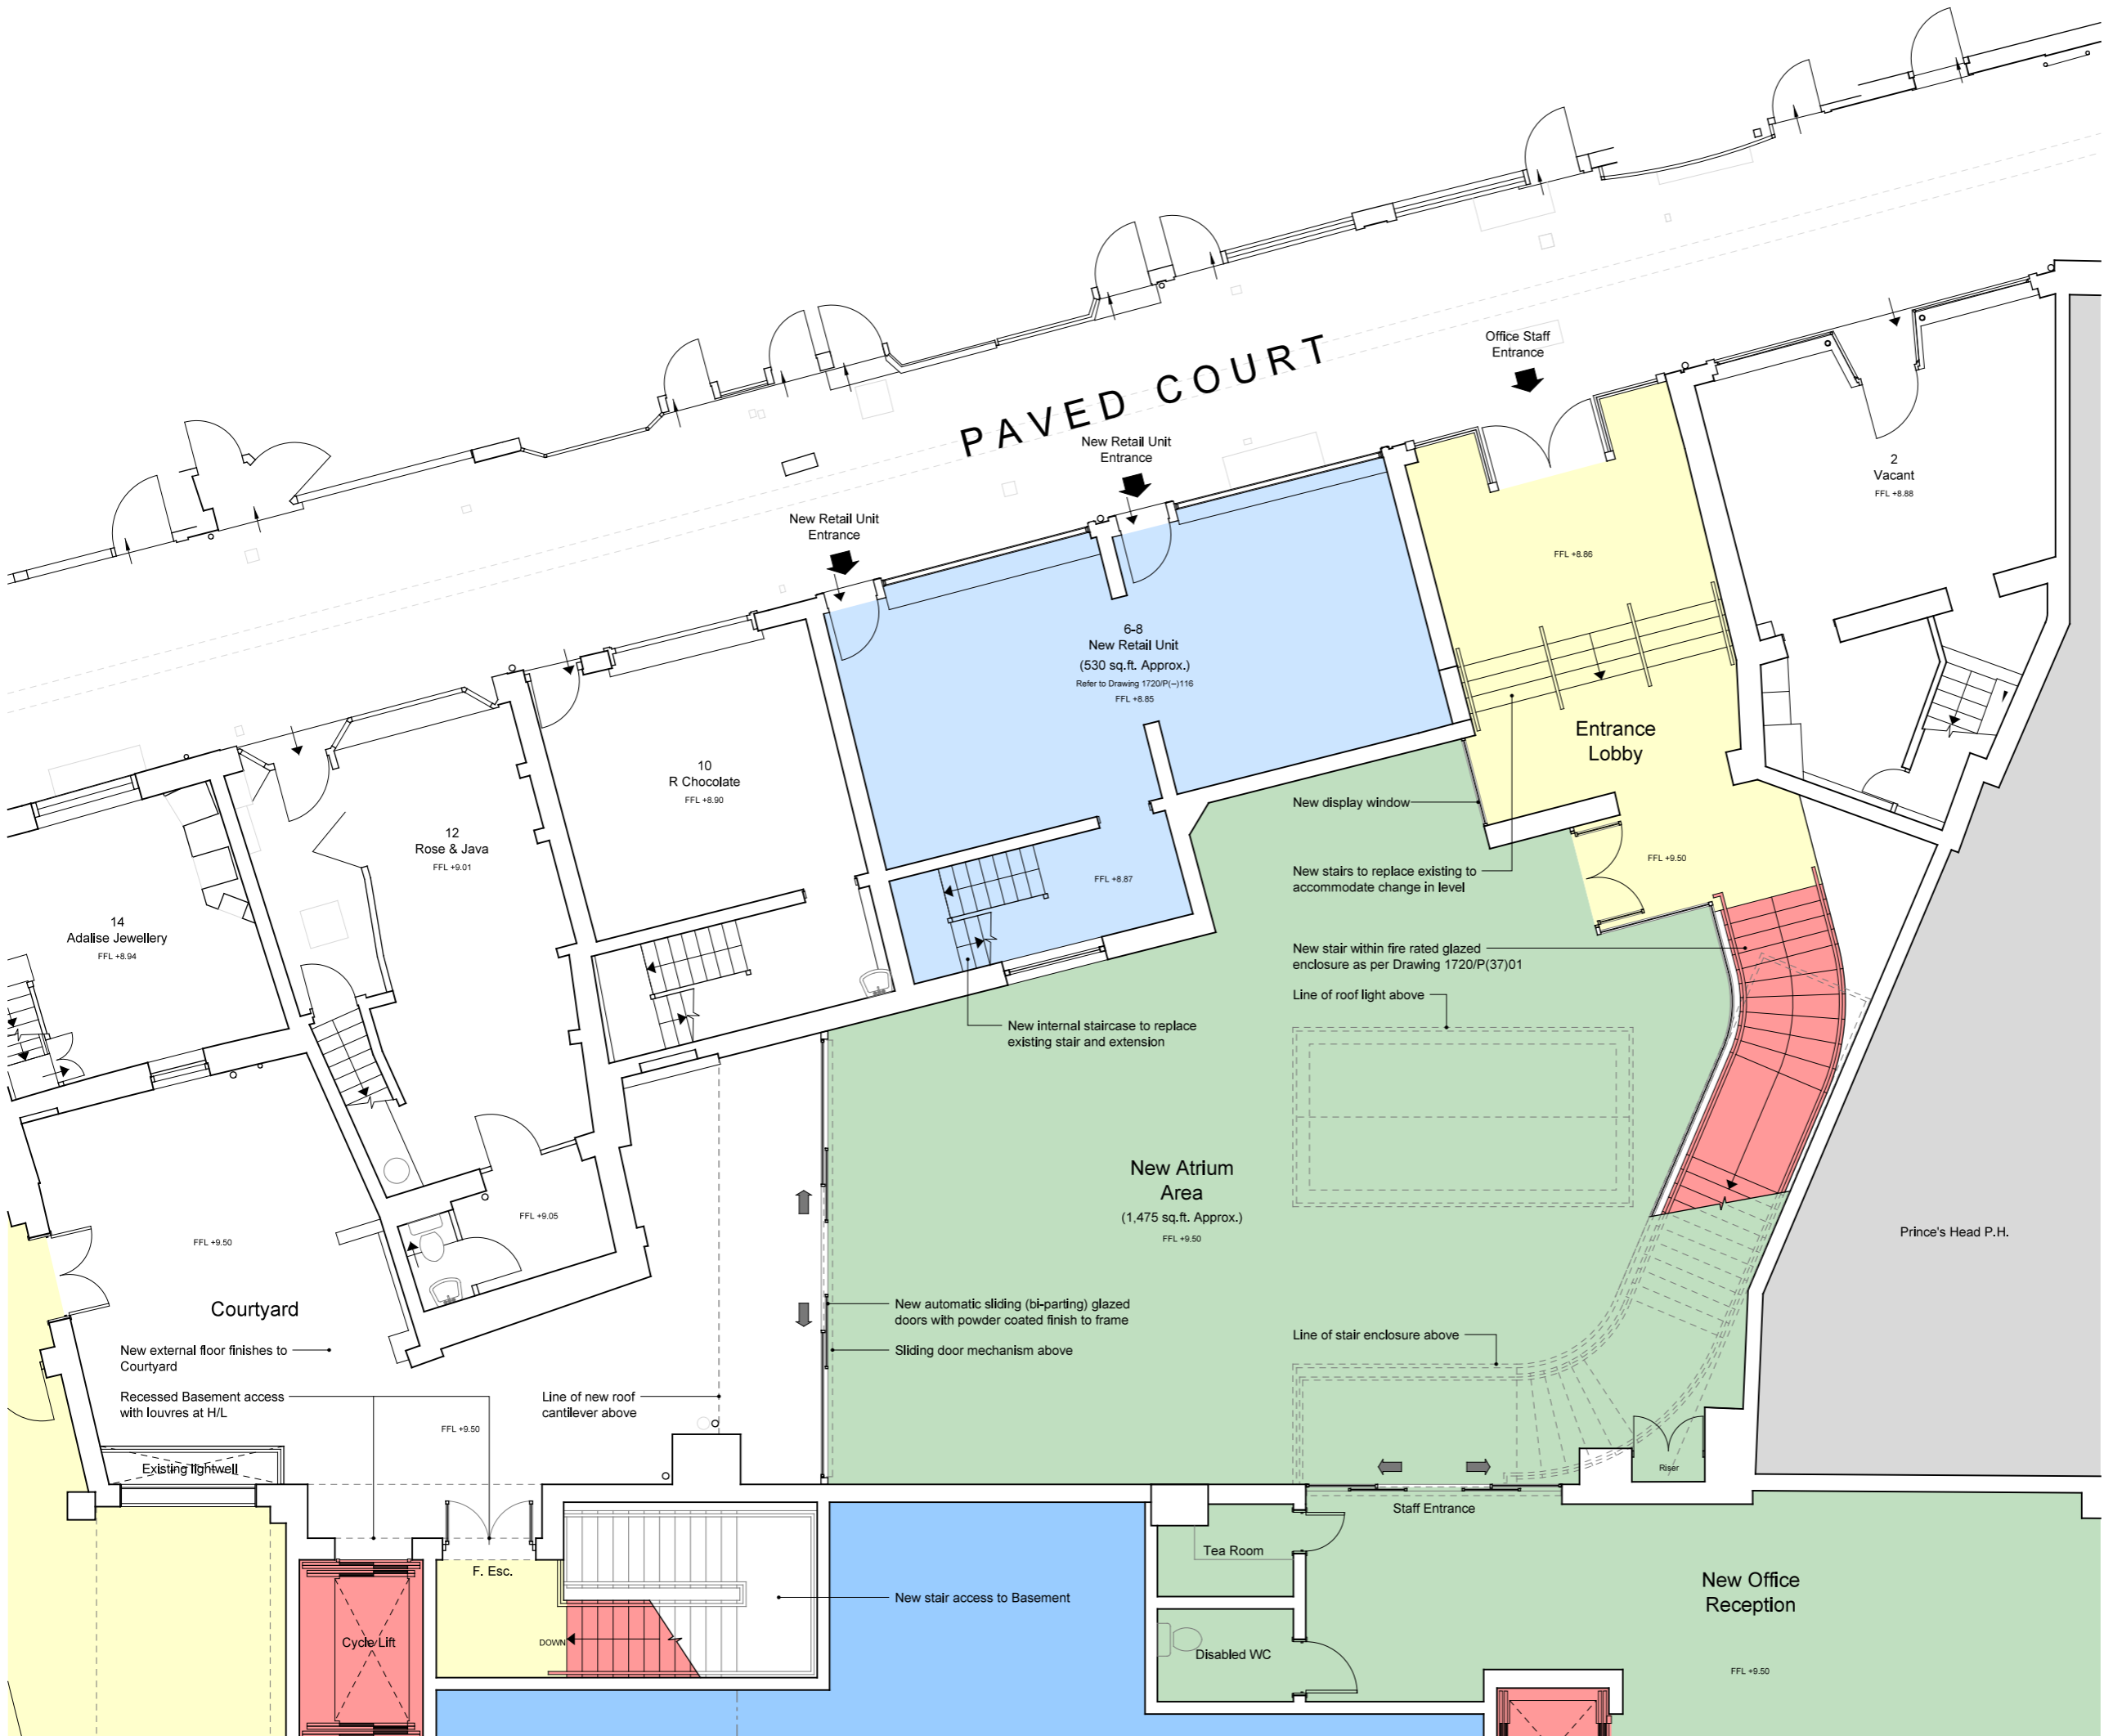 PAVED COURT
Office Staff
Entrance
New Retail Unit
Entrance
New Retail Unit
Entrance
2
Vacant
FFL +8.88
FFL +8.86
6-8
New Retail Unit
(530 sq.ft. Approx.)
Refer to Drawing 1720/P(--)116
FFL +8.85
Entrance
Lobby
10
R Chocolate
FFL +8.90
12
Rose & Java
FFL +9.01
14
Adalise Jewellery
FFL +8.94
New display window
FFL +9.50
FFL +8.87
New stairs to replace existing to
accommodate change in level
New stair within fire rated glazed
enclosure as per Drawing 1720/P(37)01
Line of roof light above
New internal staircase to replace
existing stair and extension
New Atrium
Area
(1,475 sq.ft. Approx.)
FFL +9.50
FFL +9.05
FFL +9.50
Prince's Head P.H.
Courtyard
New automatic sliding (bi-parting) glazed
doors with powder coated finish to frame
Sliding door mechanism above
Line of stair enclosure above
New external floor finishes to
Courtyard
Recessed Basement access
with louvres at H/L
Line of new roof
cantilever above
FFL +9.50
Existing lightwell
Riser
Staff Entrance
Tea Room
F. Esc.
New stair access to Basement
New Office
Reception
DOWN
Cycle Lift
Disabled WC
FFL +9.50